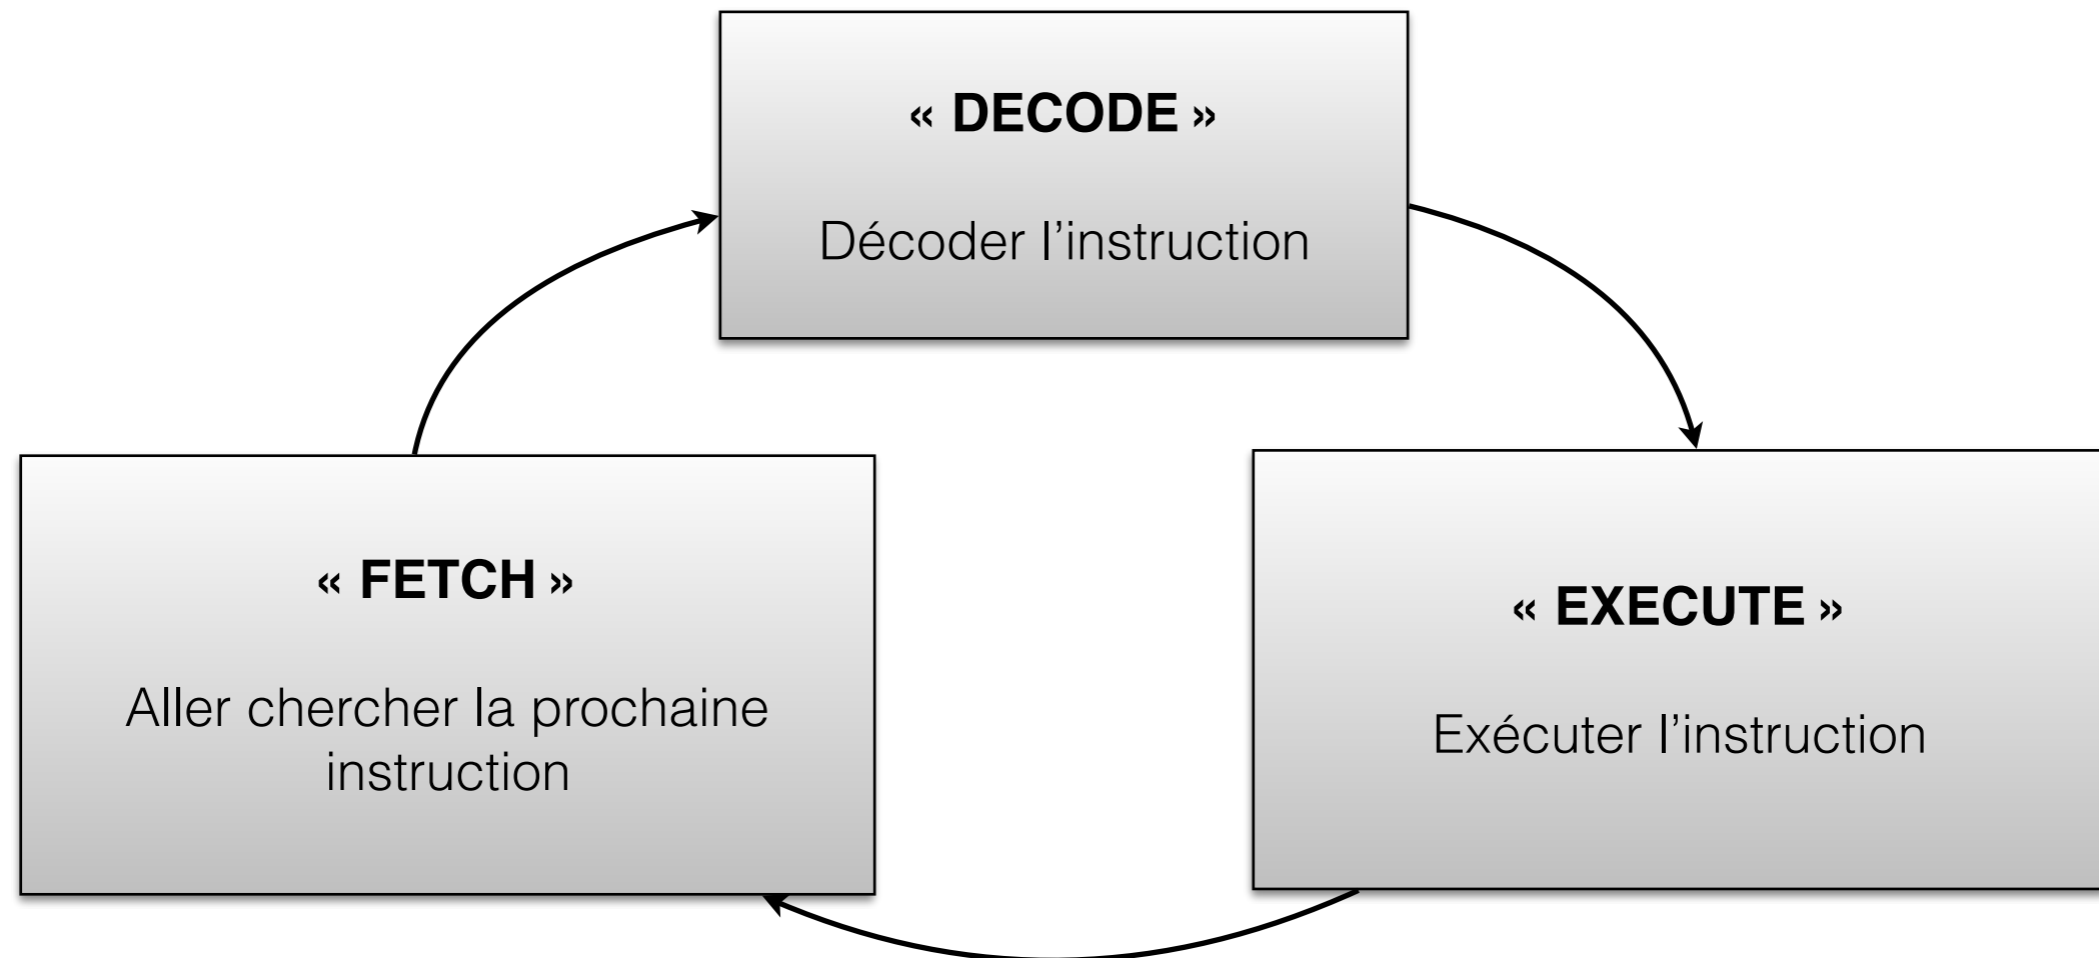 « DECODE »
Décoder l’instruction
« FETCH »
Aller chercher la prochaine
instruction
« EXECUTE »
Exécuter l’instruction